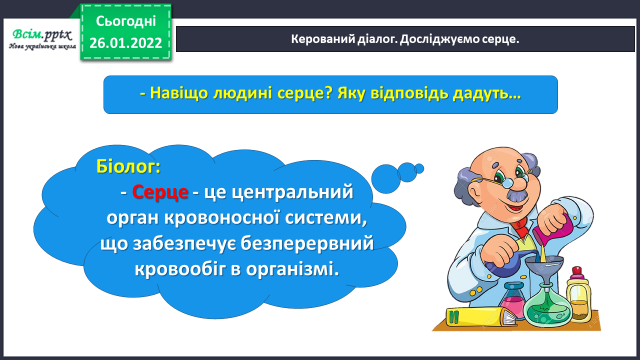 Всім.pptx
Нова українська школа
Сьогодні
26.01.2022
Керований діалог. Досліджуємо серце.
- Навіщо людині серце? Яку відповідь дадуть…
Біолог:
- Серце - це центральний
орган кровоносної системи,
що забезпечує безперервний
кровообіг в організмі.